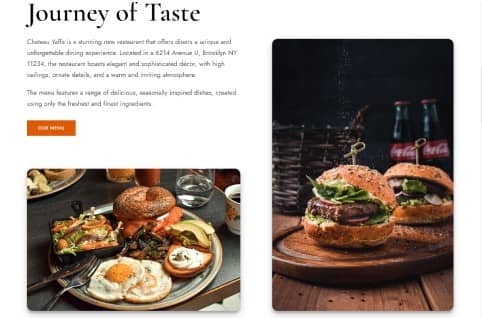 Journey of Taste
Chateau Yaffa is a stunning new restaurant that offers diners a unique and
unforgettable dining experience. Located in a 6214 Avenue U, Brooklyn NY
11234, the restaurant boasts elegant and sophisticated décor, with high
ceilings, ornate details, and a warm and inviting atmosphere.
The menu features a range of delicious, seasonally inspired dishes, created
using only the freshest and finest ingredients.
OUR MENU